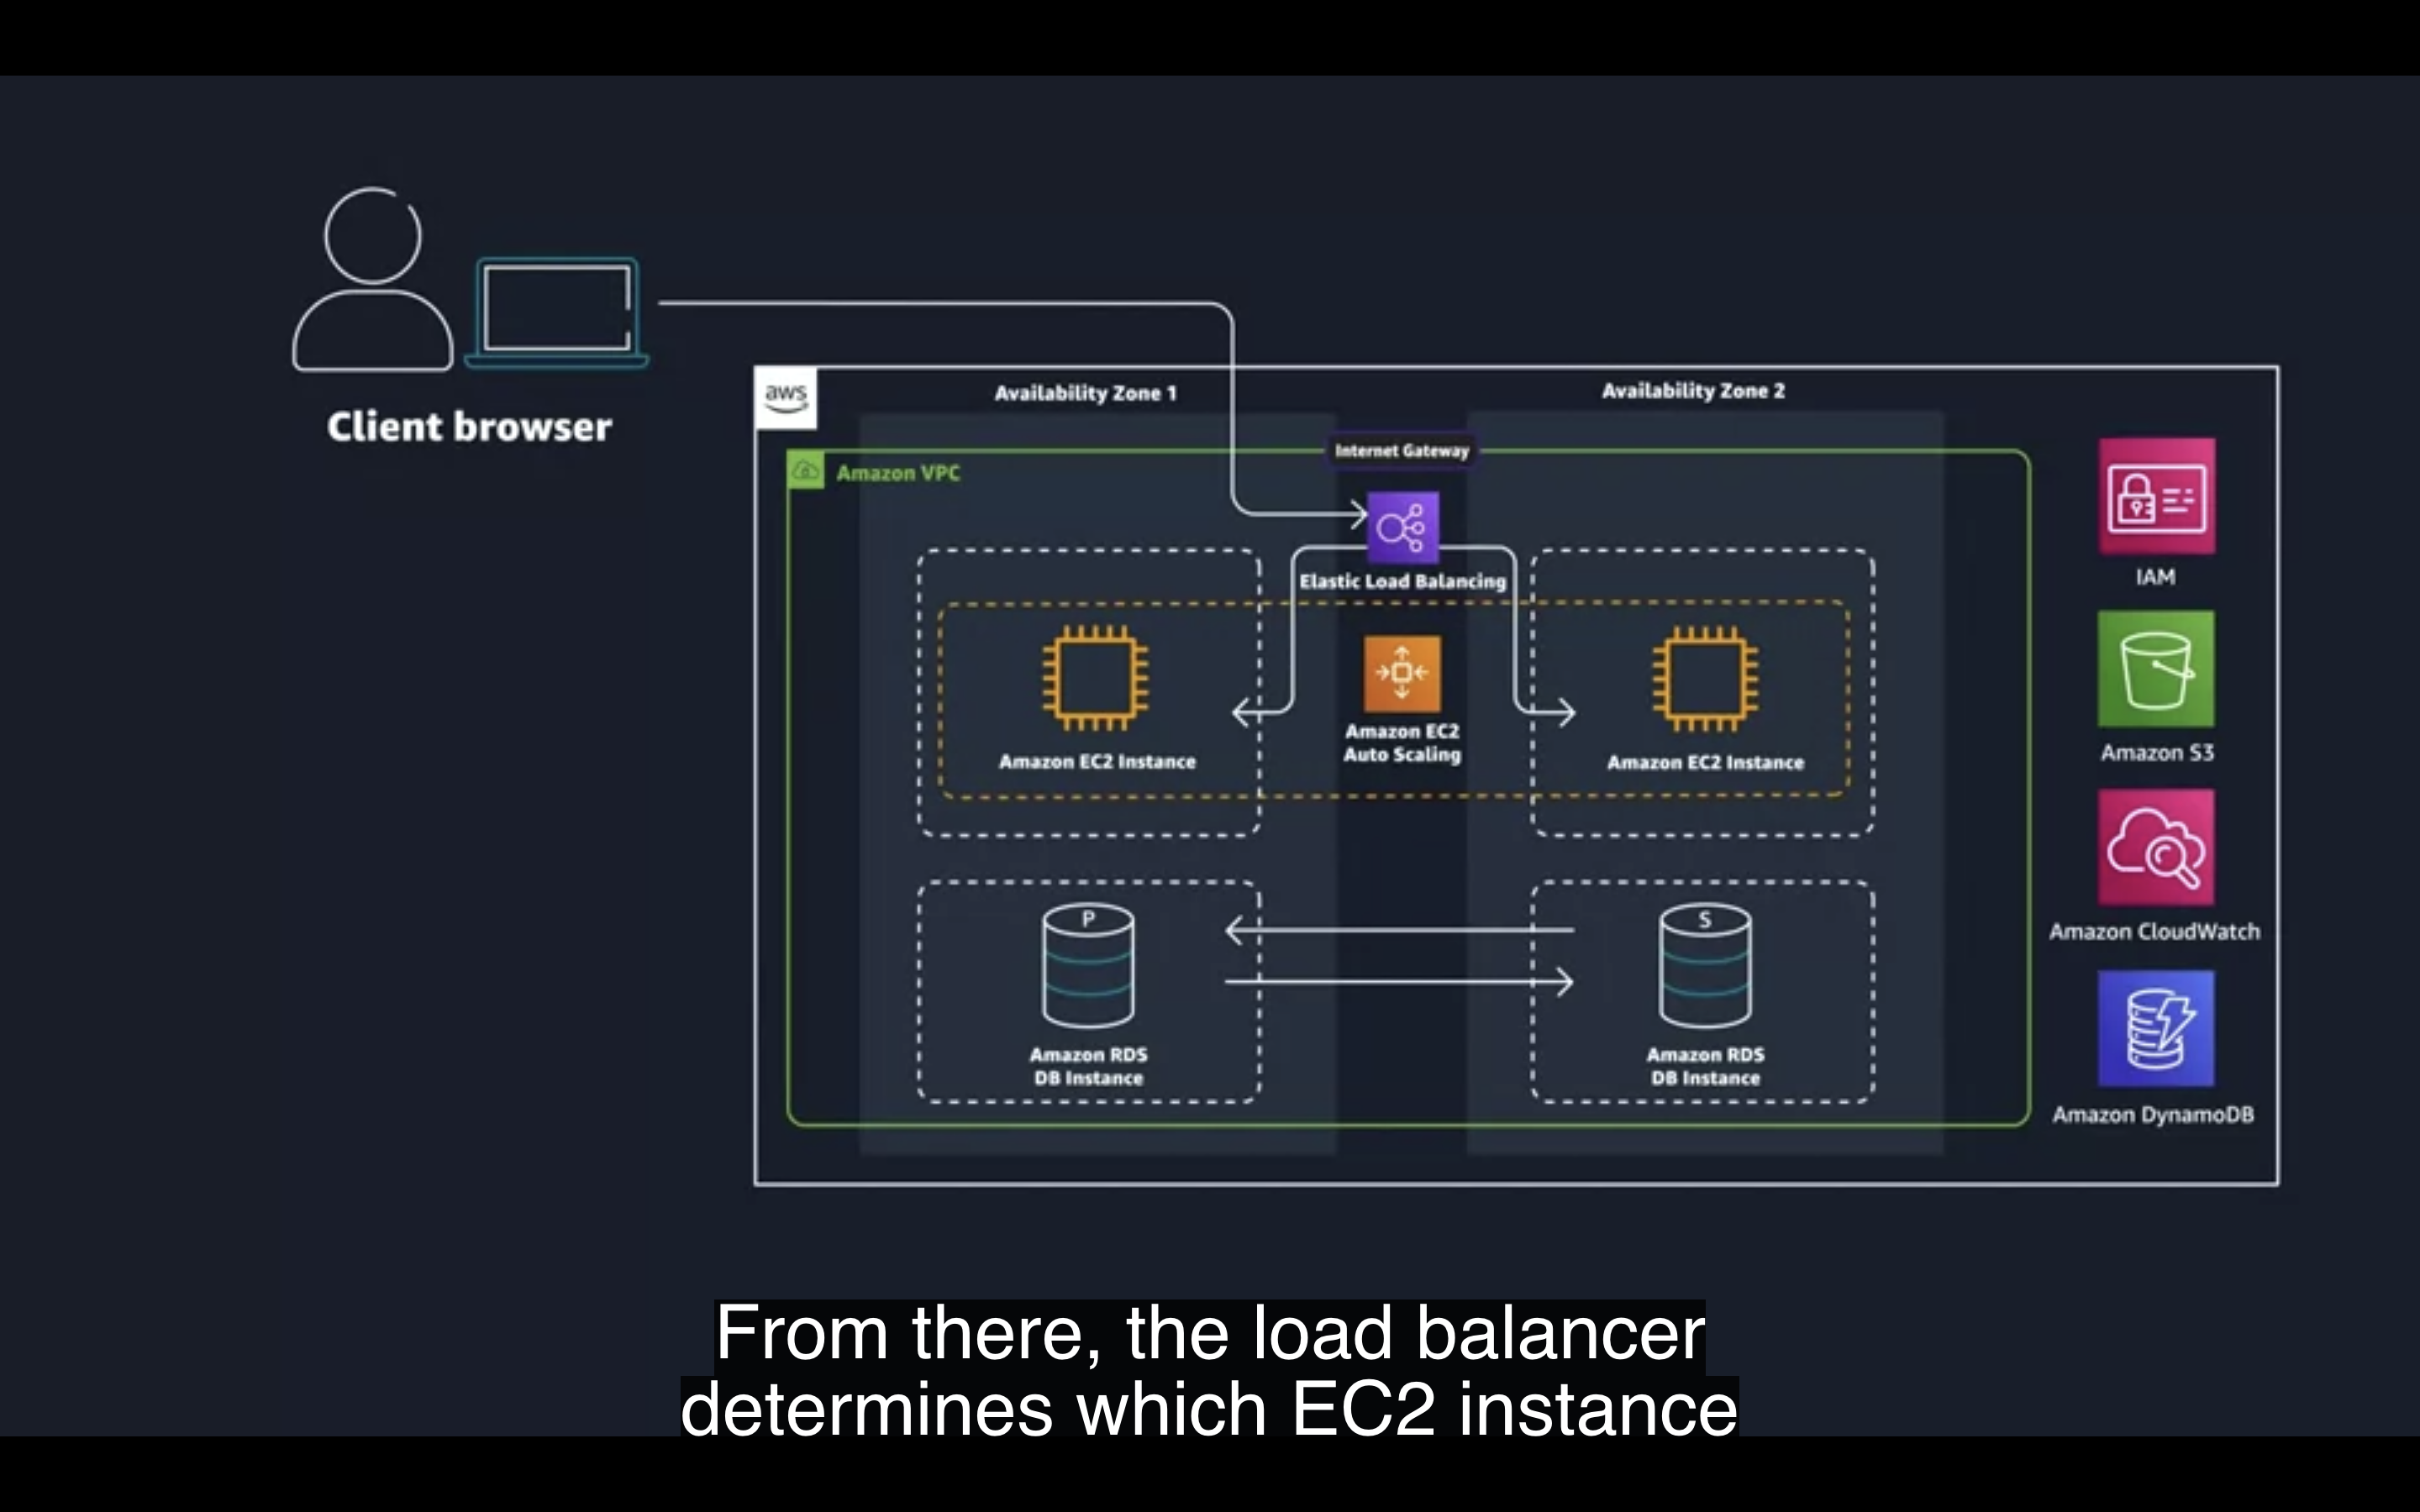 Client browser
aws
Availability Zone 1
Availability Zone 2
Internet Gateway
Amazon VPC
Elastic Load Balancing
Amazon EC2 Instance
Amazon EC2
Auto Scaling
Amazon EC2 Instance
P
Amazon RDS
DB Instance
S
Amazon RDS
DB Instance
IAM
Amazon S3
Amazon CloudWatch
Amazon DynamoDB
From there, the load balancer
determines which EC2 instance